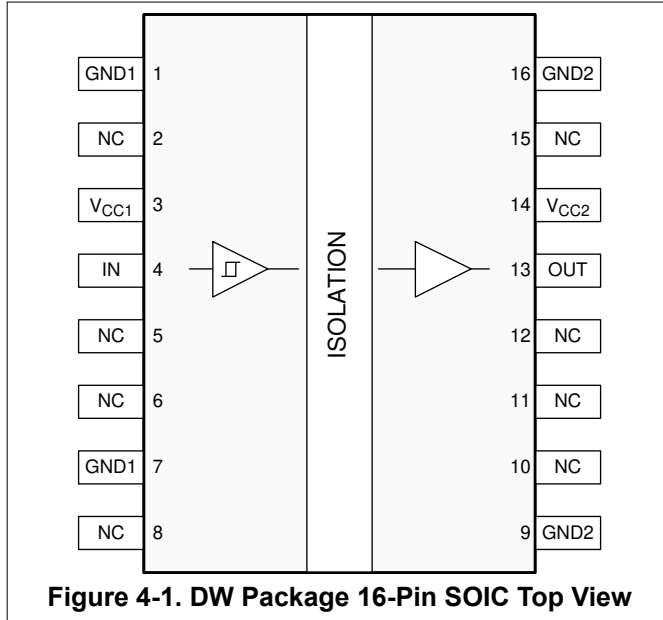 GND1 1 16 GND2
NC 2 15 NC
VCC1 3 14 VCC2
IN 4 13 OUT
ISOLATION
NC 5 12 NC
NC 6 11 NC
GND1 7 10 NC
NC 8 9 GND2
Figure 4-1. DW Package 16-Pin SOIC Top View